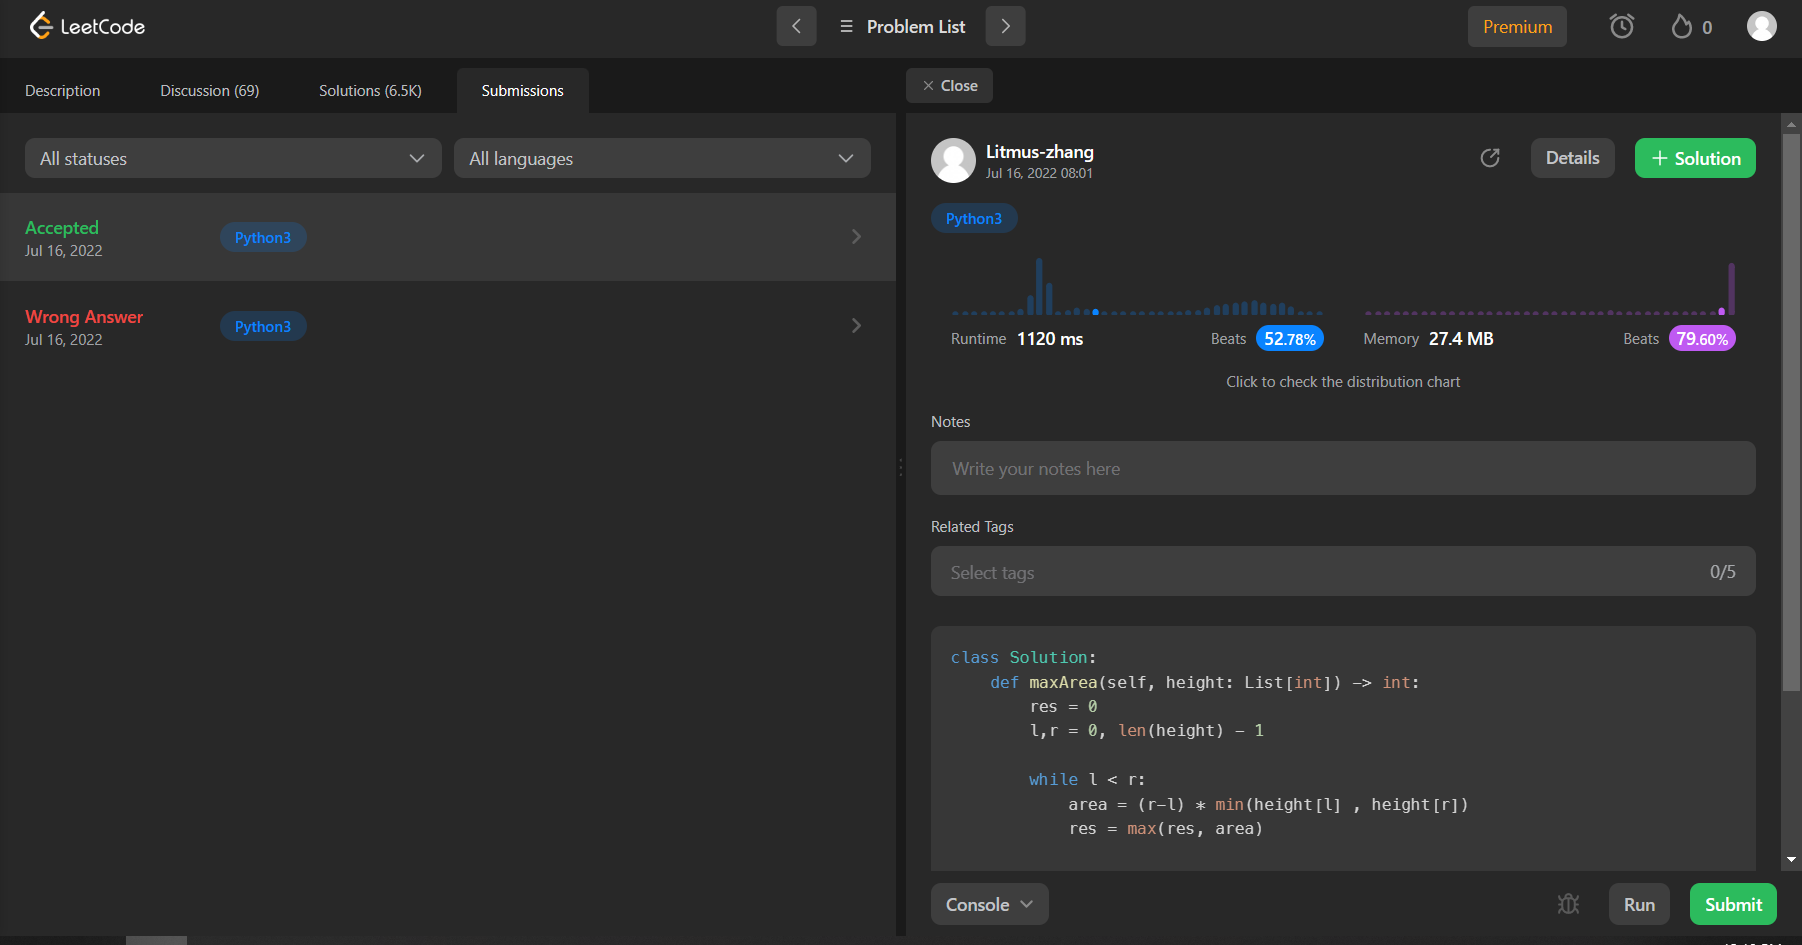 LeetCode
Problem List
Premium
0
Description
Discussion (69)
Solutions (6.5K)
Submissions
Close
All statuses
All languages
Accepted
Jul 16, 2022
Python3
Wrong Answer
Jul 16, 2022
Python3
Litmus-zhang
Jul 16, 2022 08:01
Details
+ Solution
Python3
Runtime 1120 ms
Beats 52.78%
Memory 27.4 MB
Beats 79.60%
Click to check the distribution chart
Notes
Write your notes here
Related Tags
Select tags
0/5
class Solution:
    def maxArea(self, height: List[int]) -> int:
        res = 0
        l,r = 0, len(height) - 1
        while l < r:
            area = (r-l) * min(height[l] , height[r])
            res = max(res, area)
Console
Run
Submit